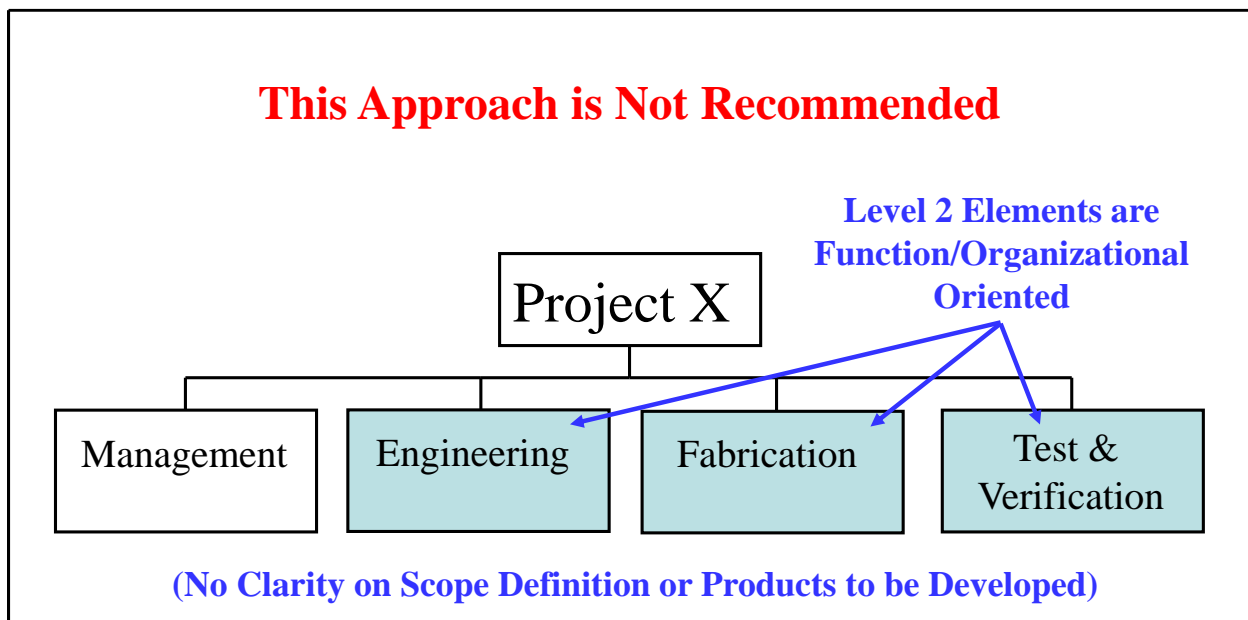 This Approach is Not Recommended
Level 2 Elements are
Function/Organizational
Oriented
Project X
Management
Engineering
Fabrication
Test &
Verification
(No Clarity on Scope Definition or Products to be Developed)